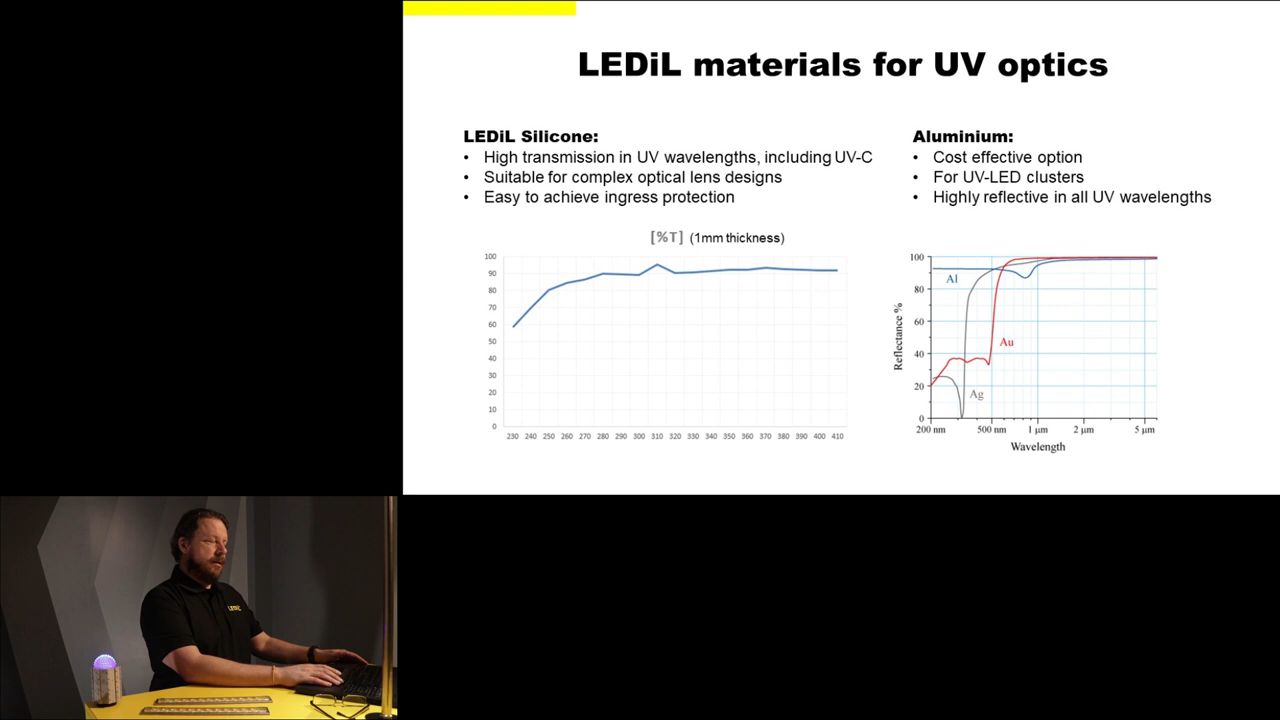 LEDiL materials for UV optics
LEDiL Silicone:
• High transmission in UV wavelengths, including UV-C
• Suitable for complex optical lens designs
• Easy to achieve ingress protection
Aluminium:
• Cost effective option
• For UV-LED clusters
• Highly reflective in all UV wavelengths
[%T] (1mm thickness)
100
90
80
70
60
50
40
30
20
10
0
230 240 250 260 270 280 290 300 310 320 330 340 350 360 370 380 390 400 410
Reflectance %
100
80
60
40
20
0
Al
Au
Ag
200 nm 500 nm 1 μm 2 μm 5 μm
Wavelength
LEDiL